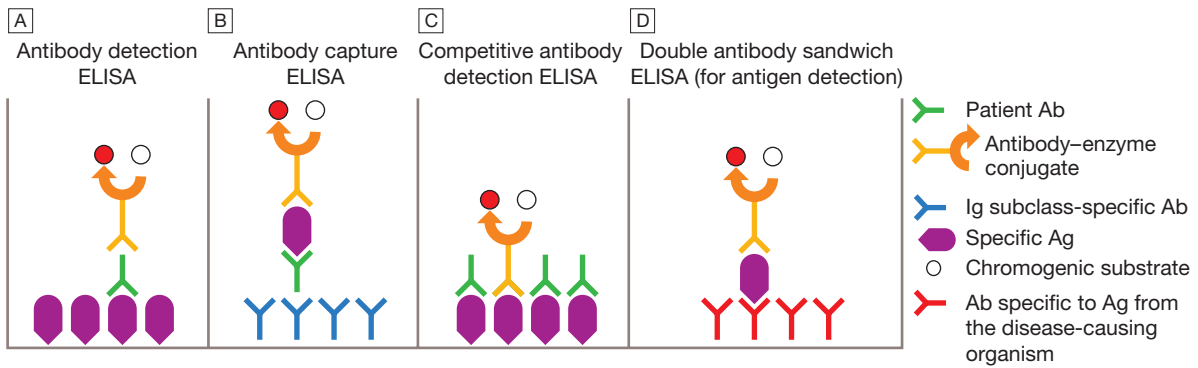 A
Antibody detection
ELISA
B
Antibody capture
ELISA
C
Competitive antibody
detection ELISA
D
Double antibody sandwich
ELISA (for antigen detection)
Patient Ab
Antibody–enzyme
conjugate
Ig subclass-specific Ab
Specific Ag
Chromogenic substrate
Ab specific to Ag from
the disease-causing
organism